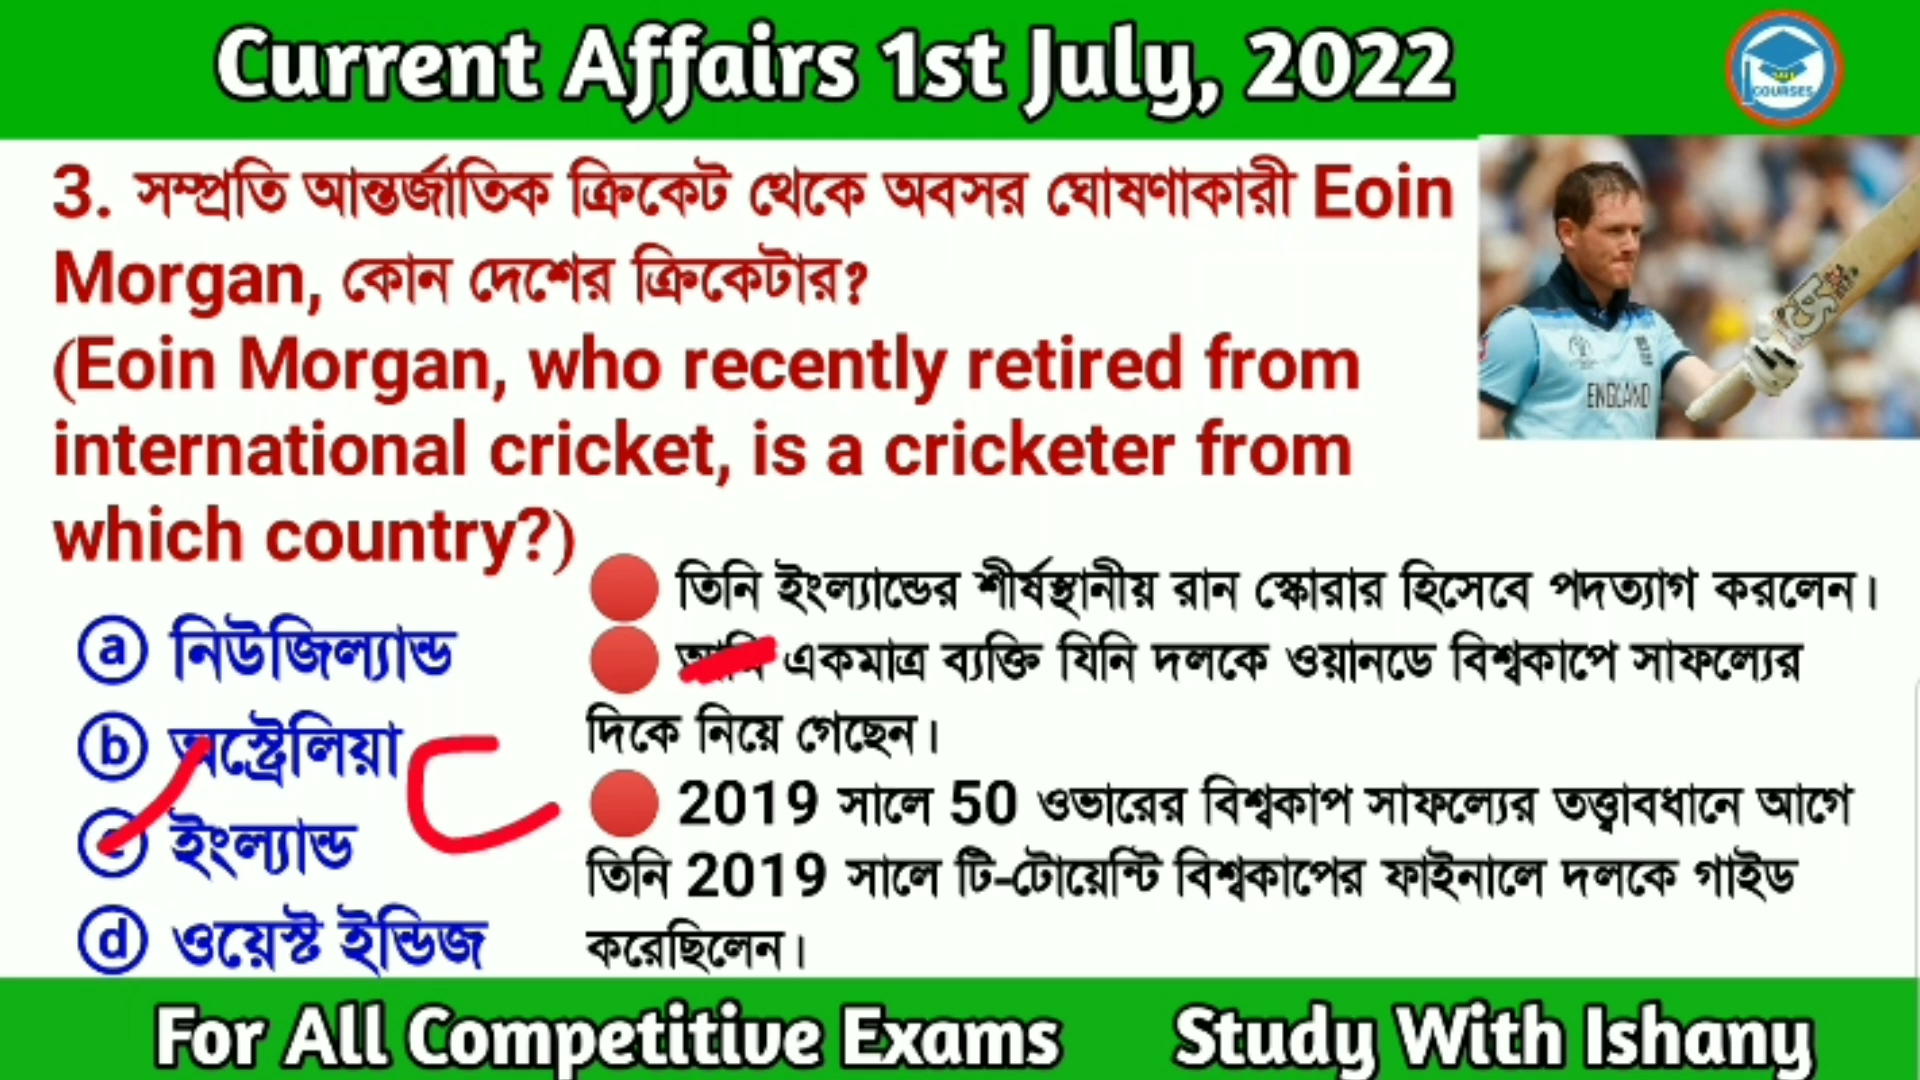 Current Affairs 1st July, 2022
COURSES
3. সম্প্রতি আন্তর্জাতিক ক্রিকেট থেকে অবসর ঘোষণাকারী Eoin
Morgan, কোন দেশের ক্রিকেটার?
(Eoin Morgan, who recently retired from
international cricket, is a cricketer from
which country?)
ENGLAND
ⓐ নিউজিল্যান্ড
ⓑ অস্ট্রেলিয়া
ⓒ ইংল্যান্ড
ⓓ ওয়েস্ট ইন্ডিজ
C
তিনি ইংল্যান্ডের শীর্ষস্থানীয় রান স্কোরার হিসেবে পদত্যাগ করলেন।
একমাত্র ব্যক্তি যিনি দলকে ওয়ানডে বিশ্বকাপে সাফল্যের
দিকে নিয়ে গেছেন।
2019 সালে 50 ওভারের বিশ্বকাপ সাফল্যের তত্ত্বাবধানে আগে
তিনি 2019 সালে টি-টোয়েন্টি বিশ্বকাপের ফাইনালে দলকে গাইড
করেছিলেন।
For All Competitive Exams
Study With Ishany